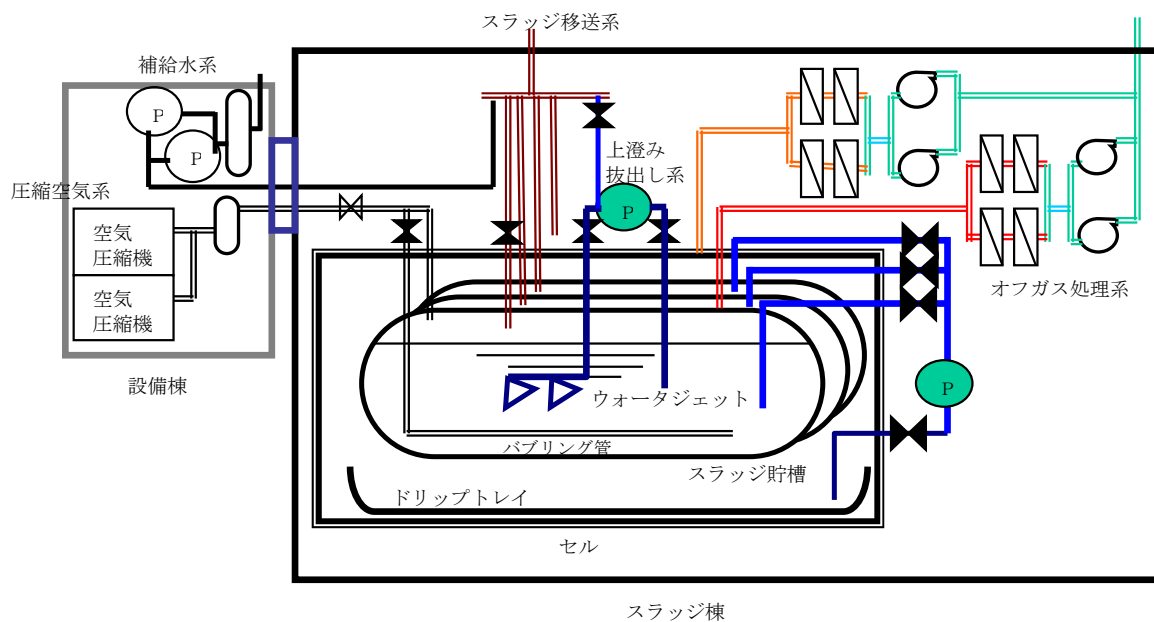 スラッジ移送系
補給水系
P
P
上澄み
抜出し系
P
圧縮空気系
空気
圧縮機
空気
圧縮機
オフガス処理系
設備棟
P
ウォータジェット
バブリング管
スラッジ貯槽
ドリップトレイ
セル
スラッジ棟